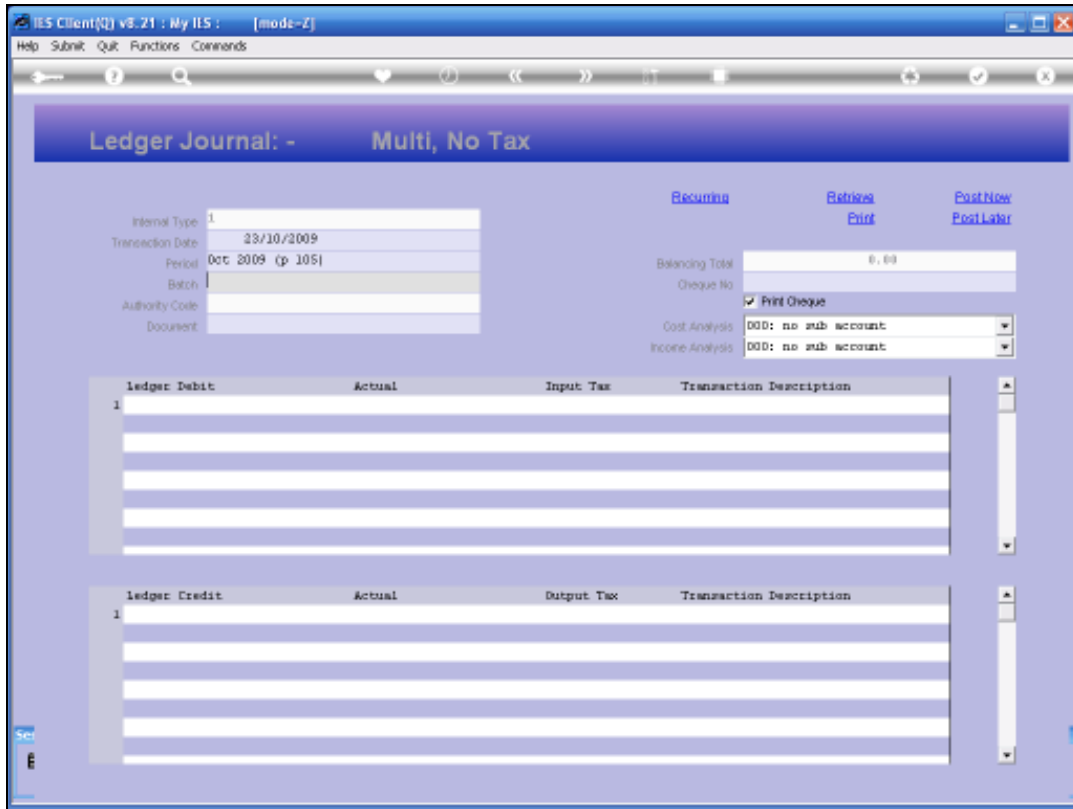 IES Client(Q) v8.21 : My IES : [mode-Z]
Help Submit Quit Functions Commands
Ledger Journal: - Multi, No Tax
Recurring Retrieve Post Now
Print Post Later
Internal Type 1
Transaction Date 23/10/2009
Period Oct 2009 (p 105)
Batch
Authority Code
Document
Balancing Total 0.00
Cheque No
Print Cheque
Cost Analysis D00: no sub account
Income Analysis D00: no sub account
Ledger Debit Actual Input Tax Transaction Description
1
Ledger Credit Actual Output Tax Transaction Description
1